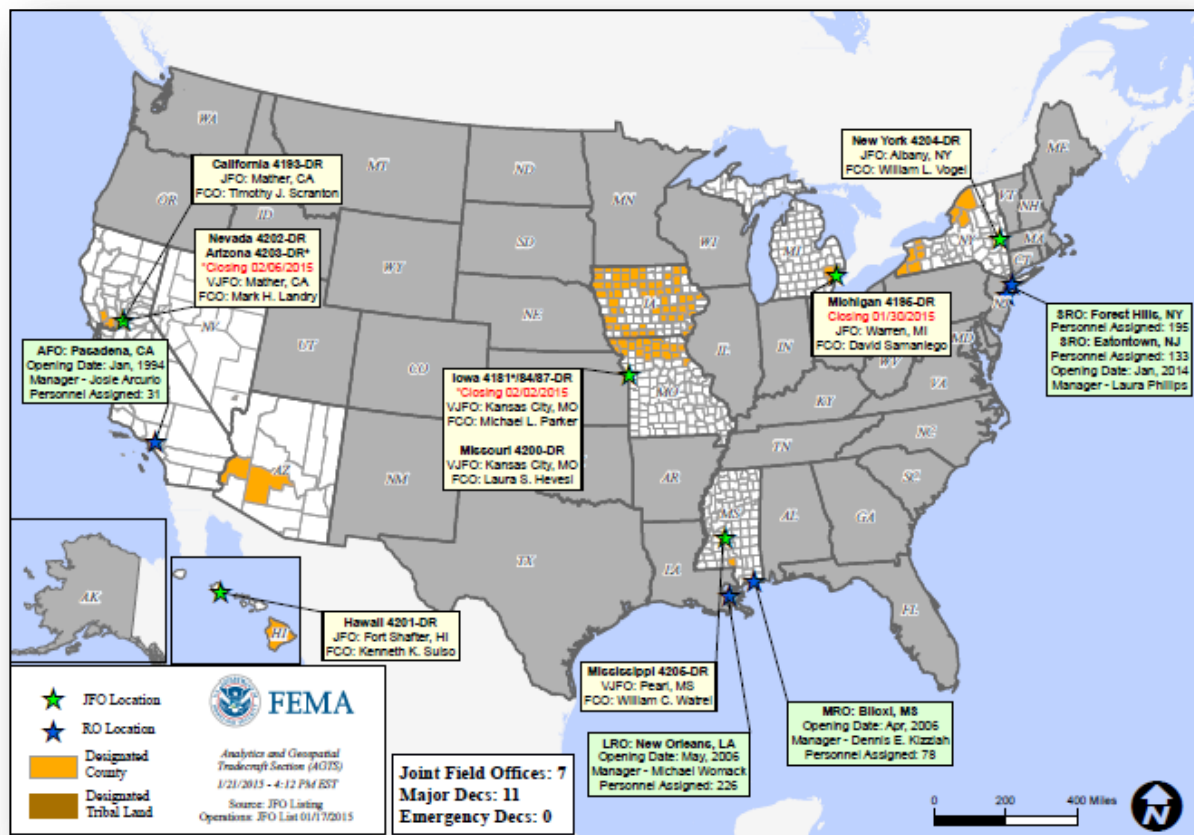 WA
OR
ID
MT
ND
SD
WY
NE
MN
WI
MI
IA
IL
IN
NV
UT
CO
AZ
NM
TX
MO
AR
LA
MS
AL
GA
FL
SC
NC
TN
KY
VA
WV
MD
NJ
NY
CT
MA
VT
NH
ME
AK
HI
California 4193-DR
JFO: Mather, CA
FCO: Timothy J. Scranton
Nevada 4202-DR
Arizona 4203-DR*
*Closing 02/06/2015
VJFO: Mather, CA
FCO: Mark H. Landry
AFO: Pasadena, CA
Opening Date: Jan, 1994
Manager - Josie Arcurio
Personnel Assigned: 31
New York 4204-DR
JFO: Albany, NY
FCO: William L. Vogel
Michigan 4195-DR
Closing 01/30/2015
JFO: Warren, MI
FCO: David Samaniego
SRO: Forest Hills, NY
Personnel Assigned: 195
SRO: Eatontown, NJ
Personnel Assigned: 133
Opening Date: Jan, 2014
Manager - Laura Phillips
Iowa 4181*/84/87-DR
*Closing 02/02/2015
VJFO: Kansas City, MO
FCO: Michael L. Parker
Missouri 4200-DR
VJFO: Kansas City, MO
FCO: Laura S. Hevesi
Hawaii 4201-DR
JFO: Fort Shafter, HI
FCO: Kenneth K. Suiso
Mississippi 4205-DR
VJFO: Pearl, MS
FCO: William C. Watrel
LRO: New Orleans, LA
Opening Date: May, 2006
Manager - Michael Womack
Personnel Assigned: 226
MRO: Biloxi, MS
Opening Date: Apr, 2006
Manager - Dennis E. Kizziah
Personnel Assigned: 78
JFO Location
RO Location
Designated
County
Designated
Tribal Land
FEMA
Analytics and Geospatial
Tradecraft Section (AGTS)
1/21/2015 - 4:12 PM EST
Source: JFO Listing
Operations: JFO List 01/17/2015
Joint Field Offices: 7
Major Decs: 11
Emergency Decs: 0
0 200 400 Miles
N